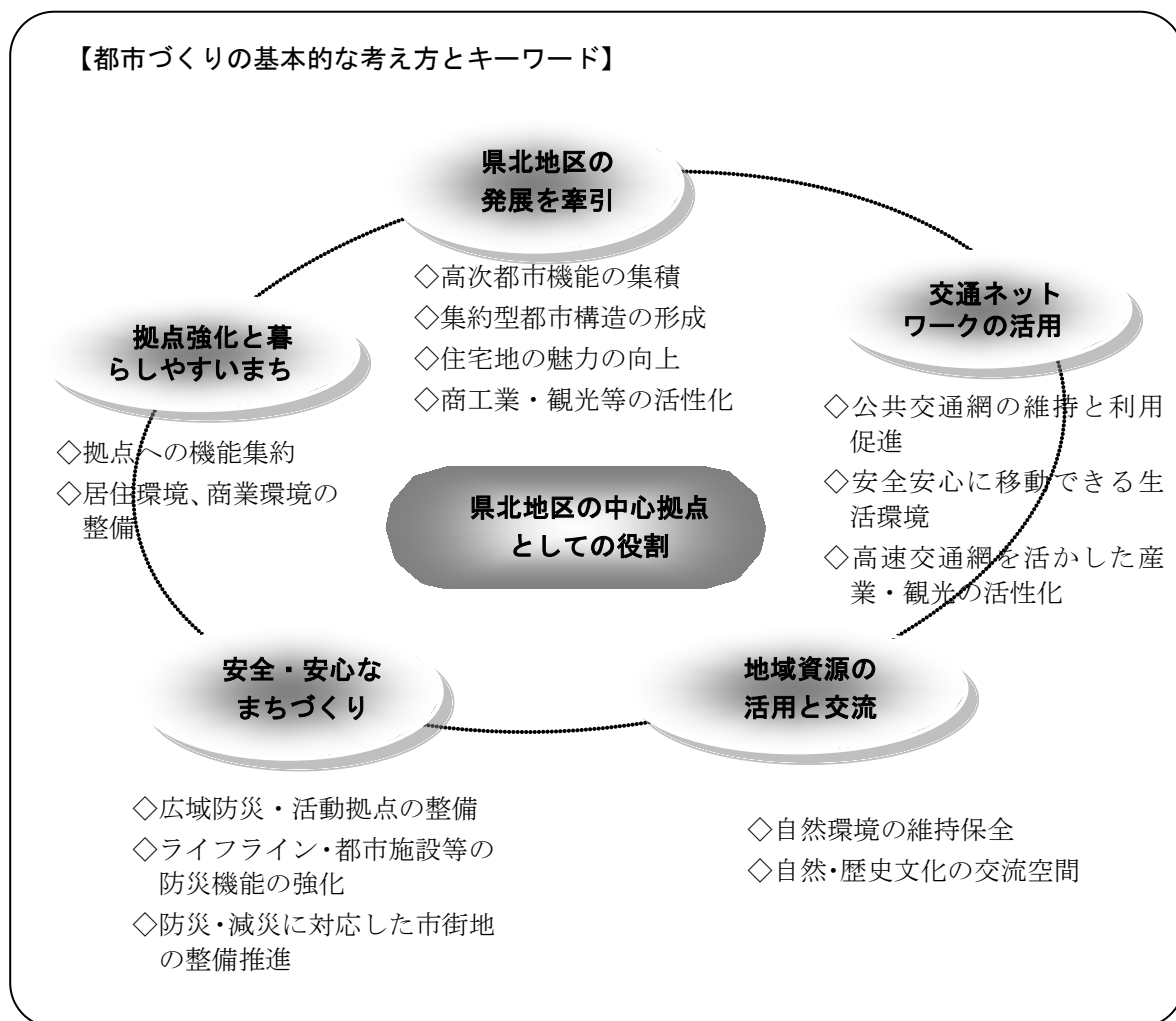 【都市づくりの基本的な考え方とキーワード】
県北地区の
発展を牽引
◇高次都市機能の集積
◇集約型都市構造の形成
◇住宅地の魅力の向上
◇商工業・観光等の活性化
交通ネット
ワークの活用
◇公共交通網の維持と利用
促進
◇安全安心に移動できる生
活環境
◇高速交通網を活かした産
業・観光の活性化
拠点強化と暮
らしやすいまち
◇拠点への機能集約
◇居住環境、商業環境の
整備
県北地区の中心拠点
としての役割
安全・安心な
まちづくり
◇広域防災・活動拠点の整備
◇ライフライン・都市施設等の
防災機能の強化
◇防災・減災に対応した市街地
の整備推進
地域資源の
活用と交流
◇自然環境の維持保全
◇自然・歴史文化の交流空間